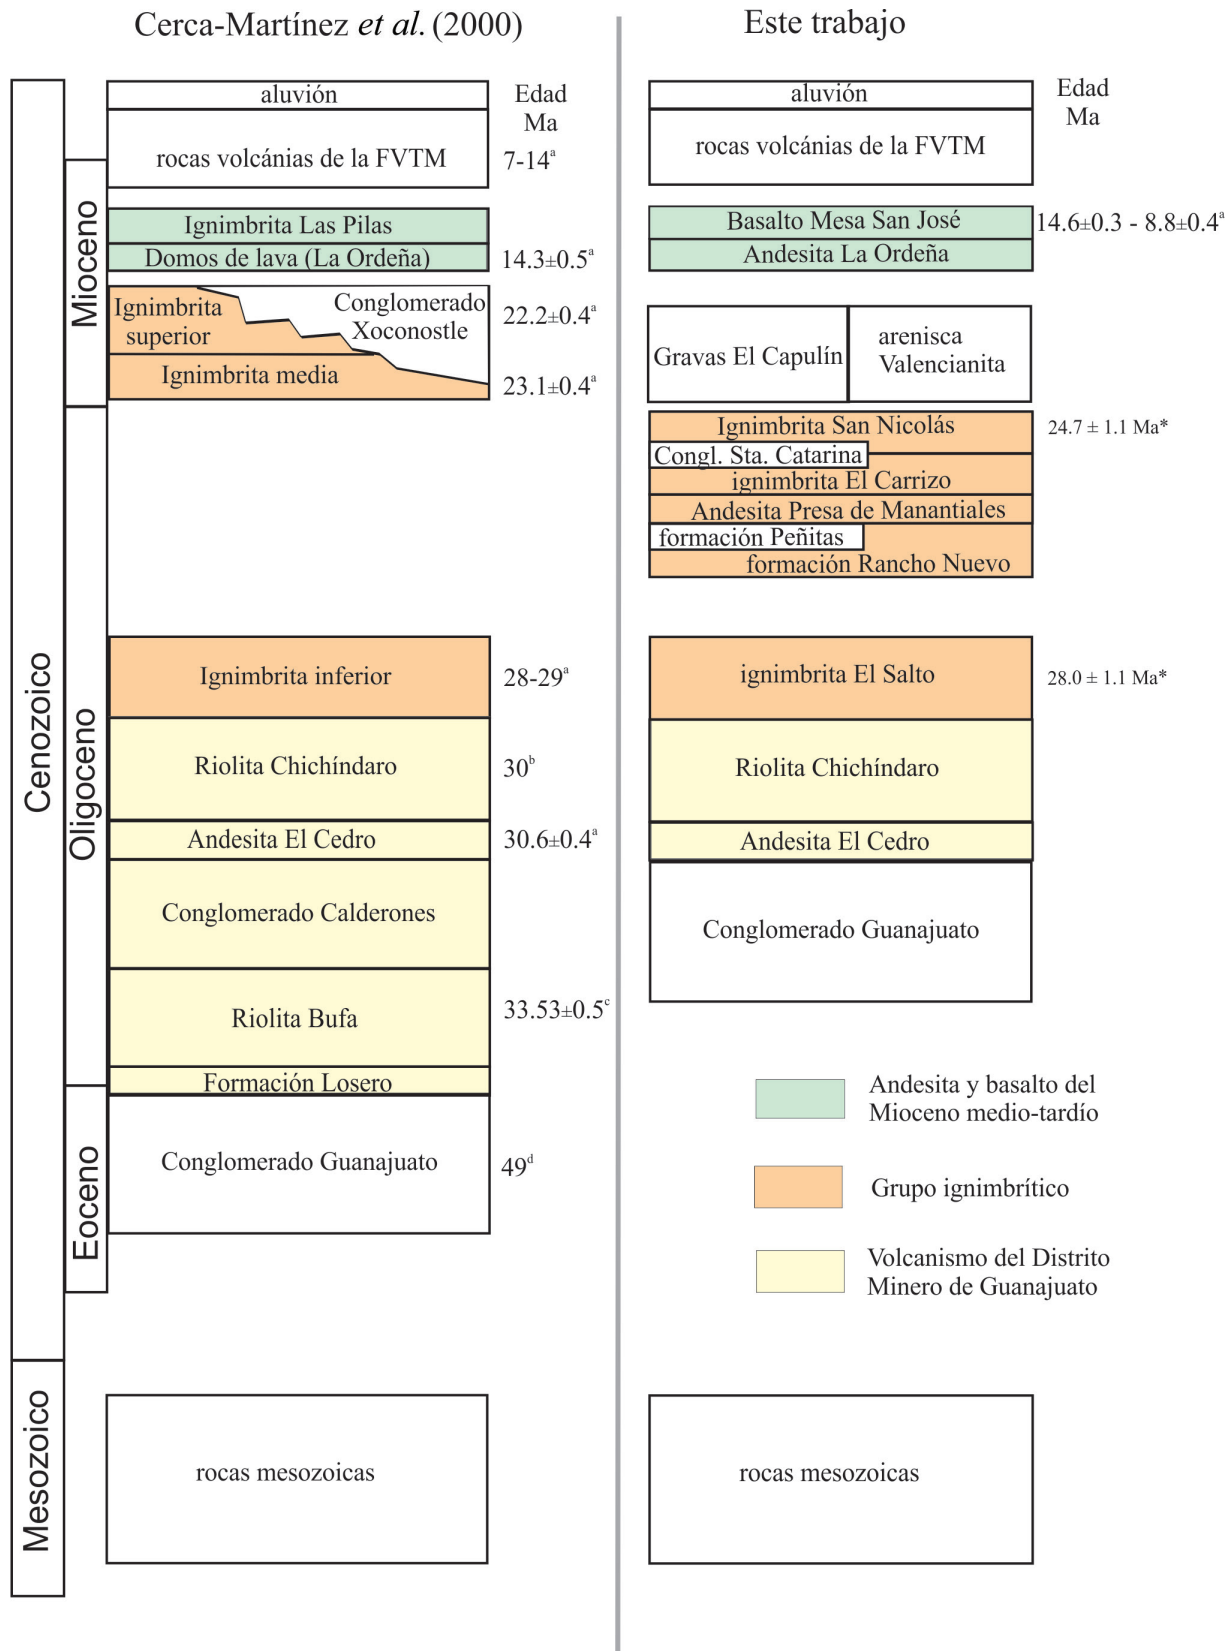 Cerca-Martínez et al. (2000)
Este trabajo
Cenozoico
Mesozoico
Mioceno
Oligoceno
Eoceno
aluvión
Edad
Ma
rocas volcánias de la FVTM
7-14ª
Ignimbrita Las Pilas
Domos de lava (La Ordeña)
14.3±0.5ª
Ignimbrita
superior
Conglomerado
Xoconostle
22.2±0.4ª
Ignimbrita media
23.1±0.4ª
Ignimbrita inferior
28-29ª
Riolita Chichíndaro
30ᵇ
Andesita El Cedro
30.6±0.4ª
Conglomerado Calderones
Riolita Bufa
33.53±0.5ᶜ
Formación Losero
Conglomerado Guanajuato
49ᵈ
rocas mesozoicas
aluvión
Edad
Ma
rocas volcánias de la FVTM
Basalto Mesa San José
14.6±0.3 - 8.8±0.4ª
Andesita La Ordeña
Gravas El Capulín
arenisca
Valencianita
Ignimbrita San Nicolás
24.7 ± 1.1 Ma*
Congl. Sta. Catarina
ignimbrita El Carrizo
Andesita Presa de Manantiales
formación Peñitas
formación Rancho Nuevo
ignimbrita El Salto
28.0 ± 1.1 Ma*
Riolita Chichíndaro
Andesita El Cedro
Conglomerado Guanajuato
Andesita y basalto del
Mioceno medio-tardío
Grupo ignimbrítico
Volcanismo del Distrito
Minero de Guanajuato
rocas mesozoicas